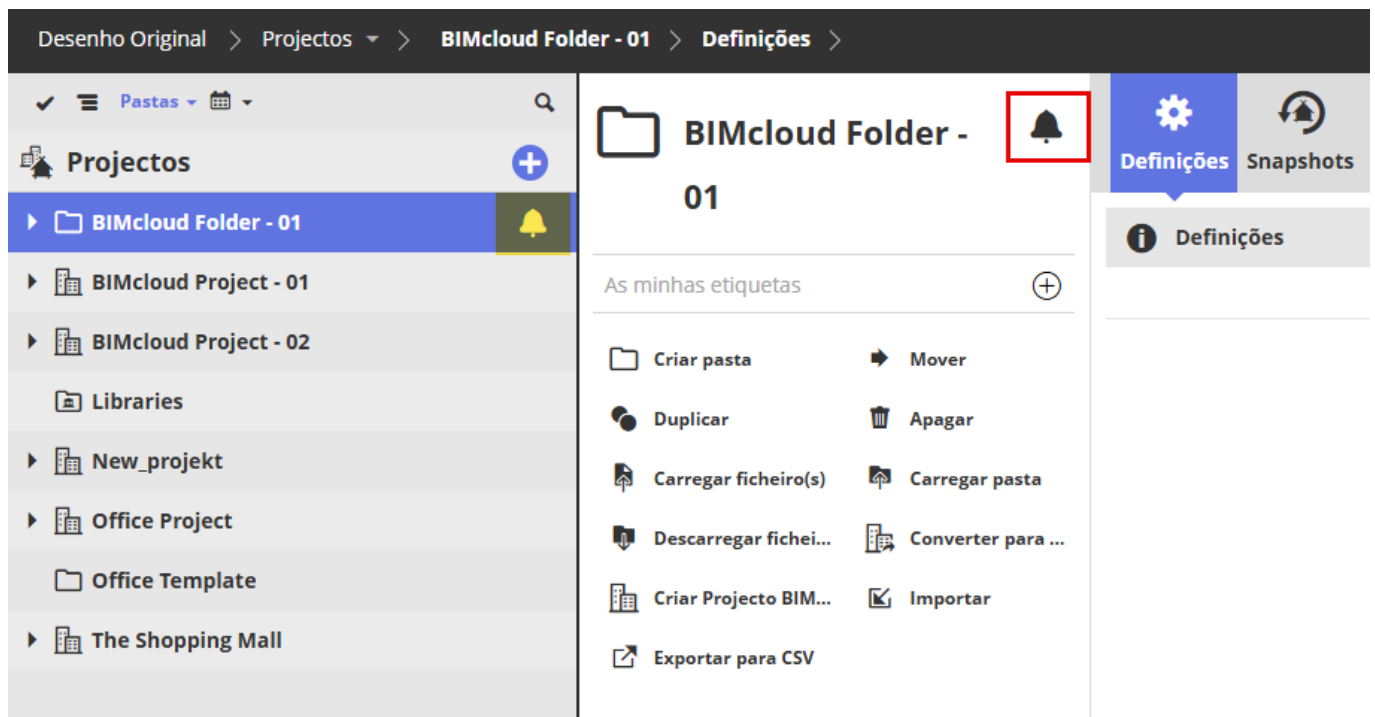 Desenho Original > Projectos > BIMcloud Folder - 01 > Definições >
Pastas
Projectos
BIMcloud Folder - 01
BIMcloud Project - 01
BIMcloud Project - 02
Libraries
New_projekt
Office Project
Office Template
The Shopping Mall
BIMcloud Folder -
01
As minhas etiquetas
Criar pasta Mover
Duplicar Apagar
Carregar ficheiro(s) Carregar pasta
Descarregar fichei... Converter para ...
Criar Projecto BIM... Importar
Exportar para CSV
Definições Snapshots
Definições